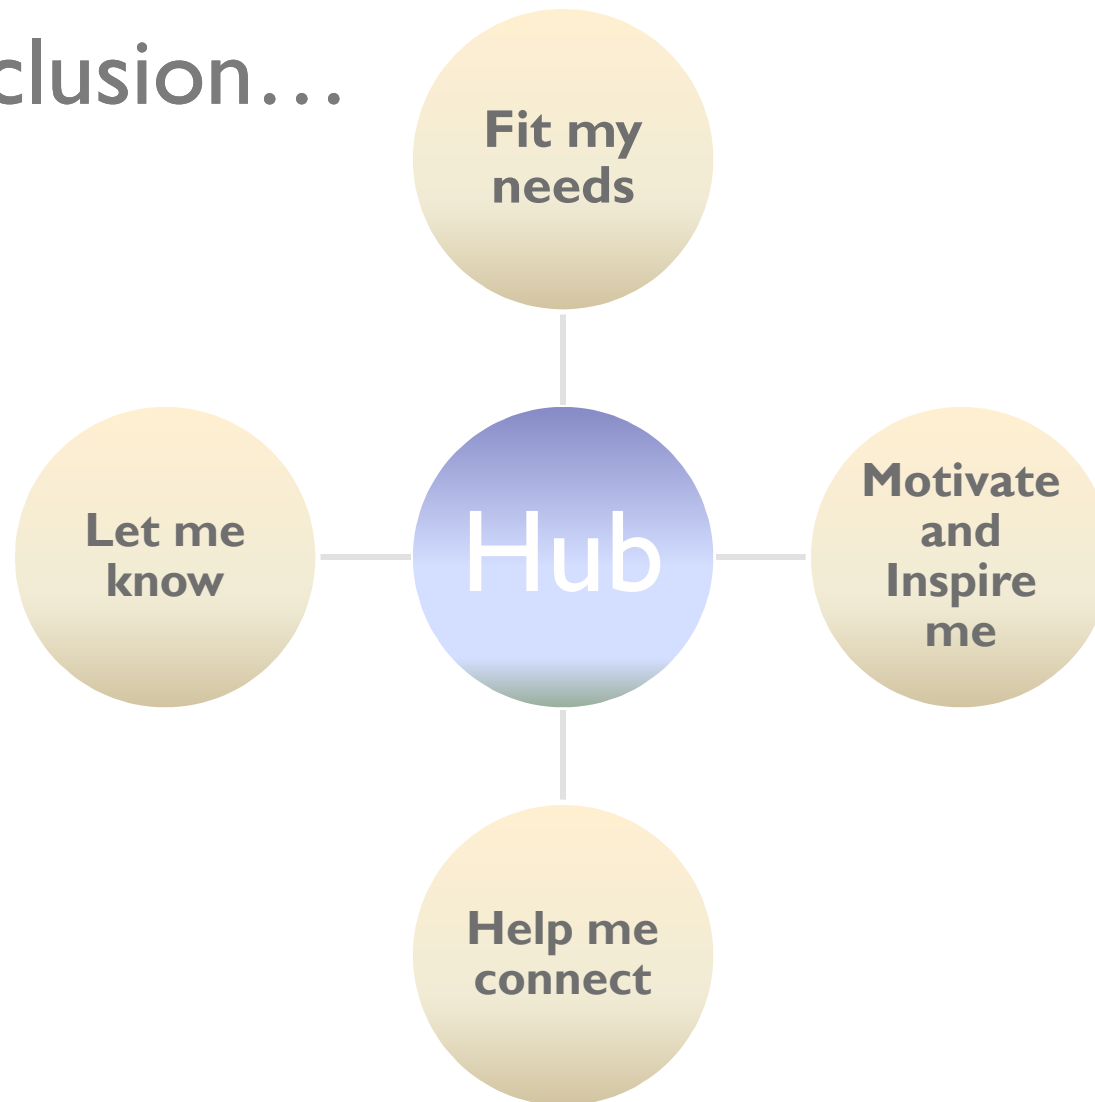 clusion…
Fit my
needs
Let me
know
Hub
Motivate
and
Inspire
me
Help me
connect